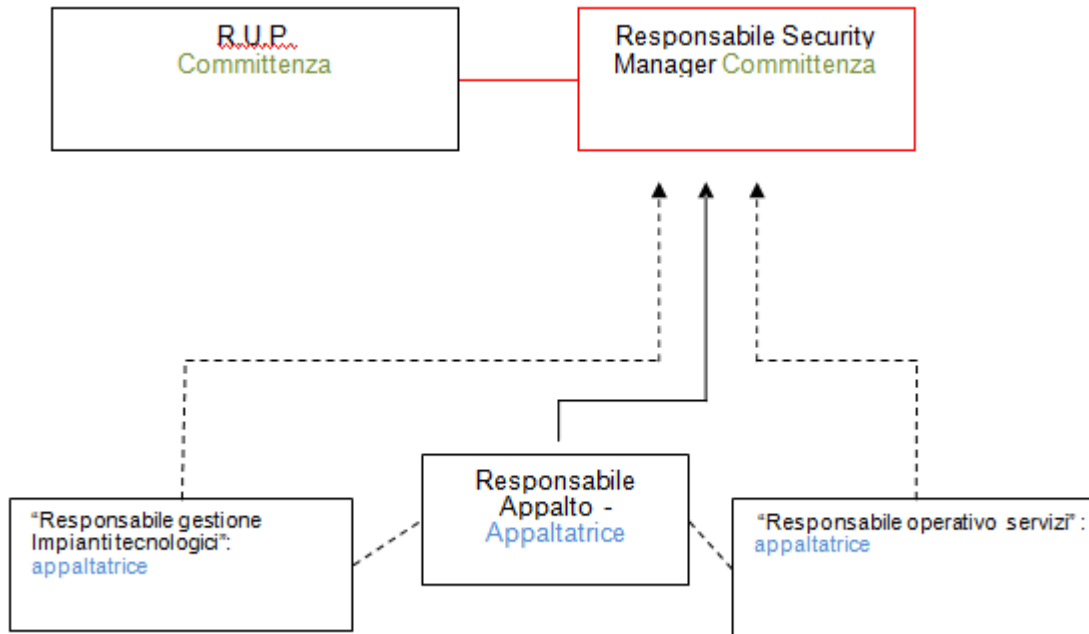 R.U.P.
Committenza
Responsabile Security
Manager Committenza
Responsabile
Appalto -
Appaltatrice
“Responsabile gestione
Impianti tecnologici”:
appaltatrice
“Responsabile operativo servizi” :
appaltatrice